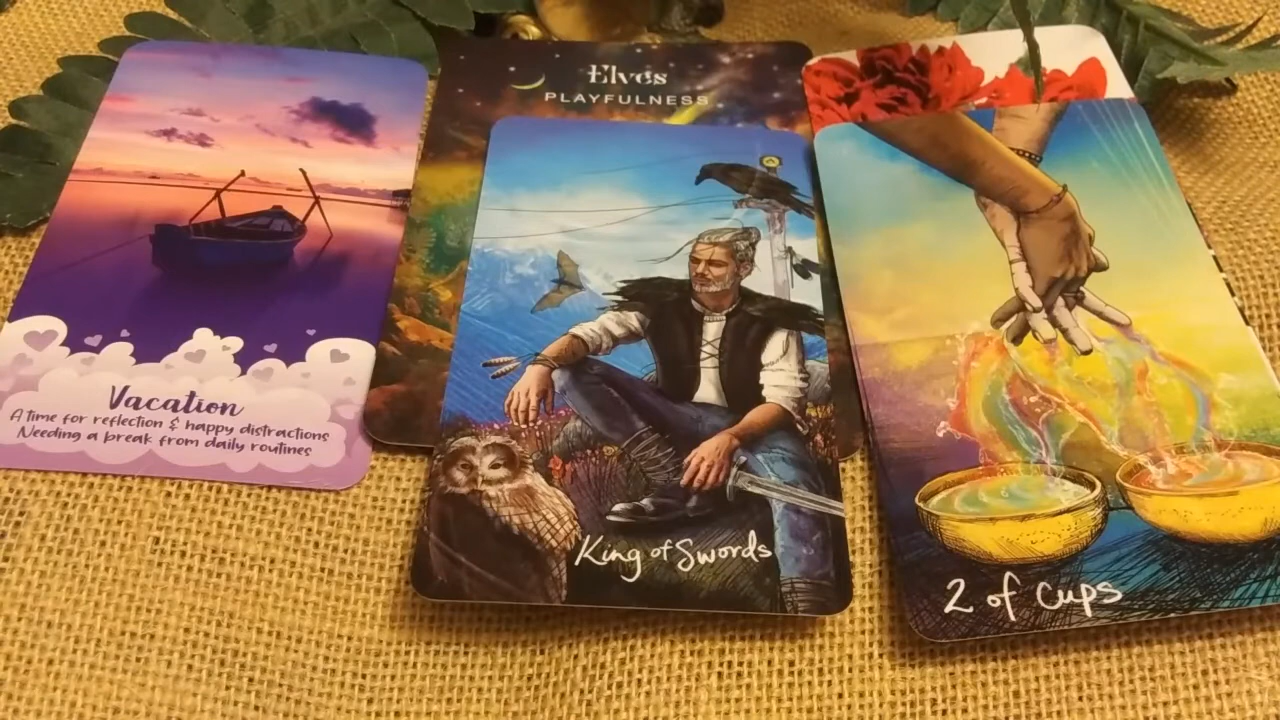 Elves
PLAYFULNESS
Vacation
A time for reflection & happy distractions
Needing a break from daily routines
King of Swords
2 of cups